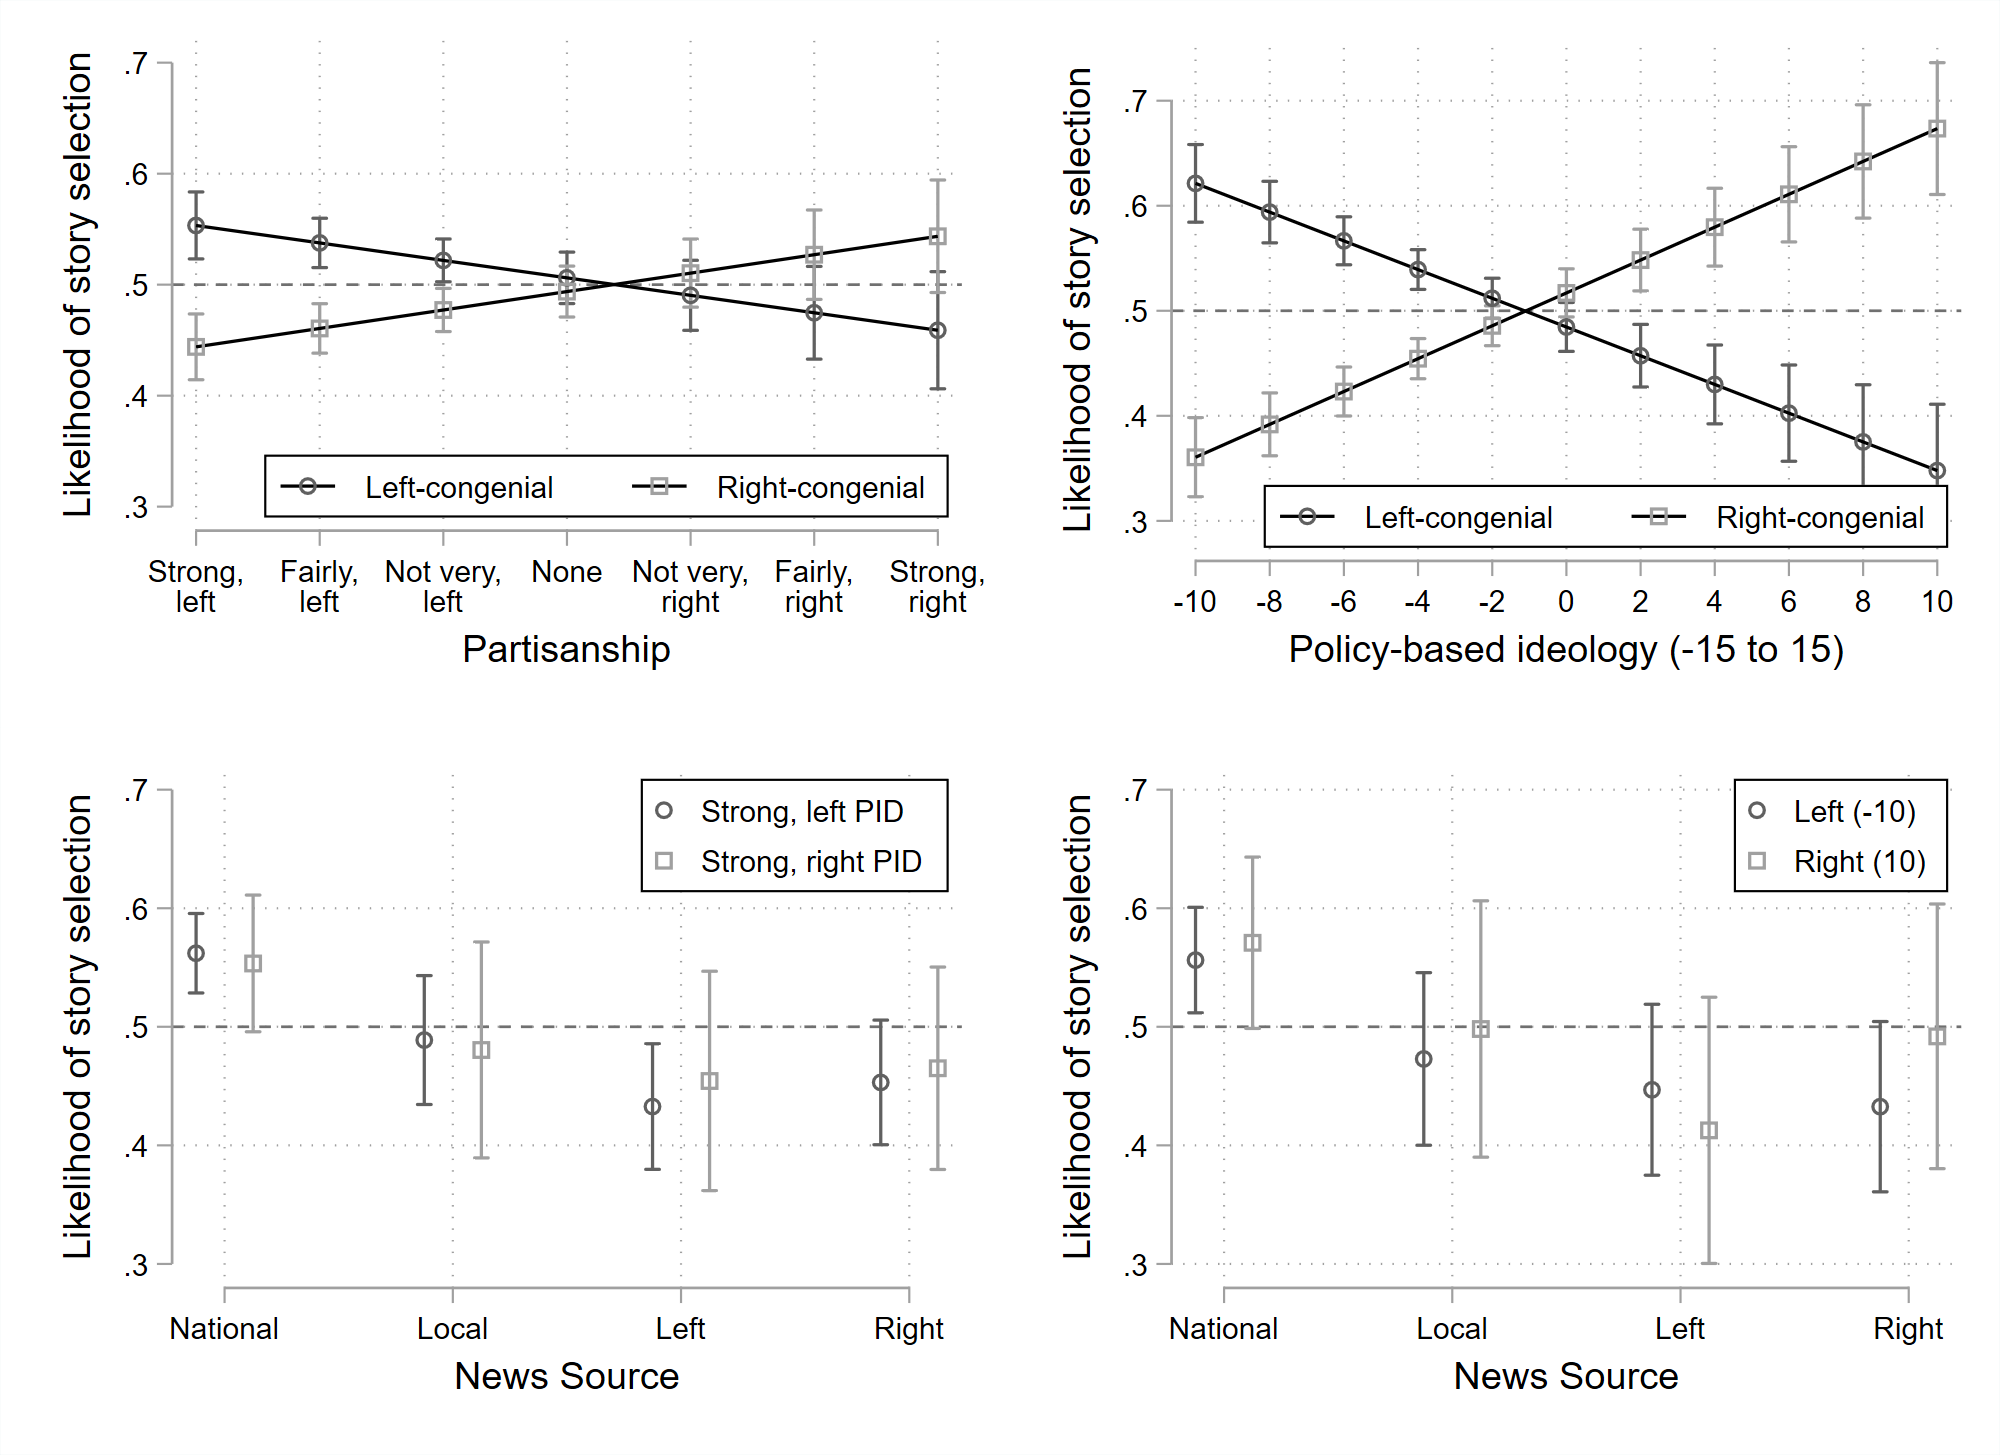 Likelihood of story selection
.7
.6
.5
.4
.3
Left-congenial
Right-congenial
Strong,
left
Fairly,
left
Not very,
left
None
Not very,
right
Fairly,
right
Strong,
right
Partisanship
Likelihood of story selection
.7
.6
.5
.4
.3
Left-congenial
Right-congenial
-10 -8 -6 -4 -2 0 2 4 6 8 10
Policy-based ideology (-15 to 15)
Likelihood of story selection
.7
.6
.5
.4
.3
Strong, left PID
Strong, right PID
National Local Left Right
News Source
Likelihood of story selection
.7
.6
.5
.4
.3
Left (-10)
Right (10)
National Local Left Right
News Source